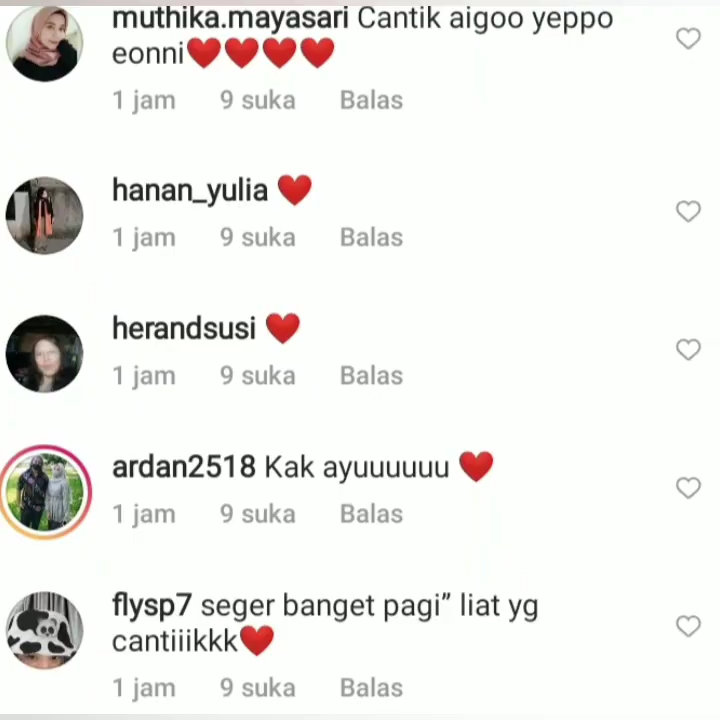 muthika.mayasari Cantik aigoo yeppo
eonni❤️❤️❤️❤️
1 jam 9 suka Balas
hanan_yulia ❤️
1 jam 9 suka Balas
herandsusi ❤️
1 jam 9 suka Balas
ardan2518 Kak ayuuuuuu ❤️
1 jam 9 suka Balas
flysp7 seger banget pagi” liat yg
cantiiikkk❤️
1 jam 9 suka Balas